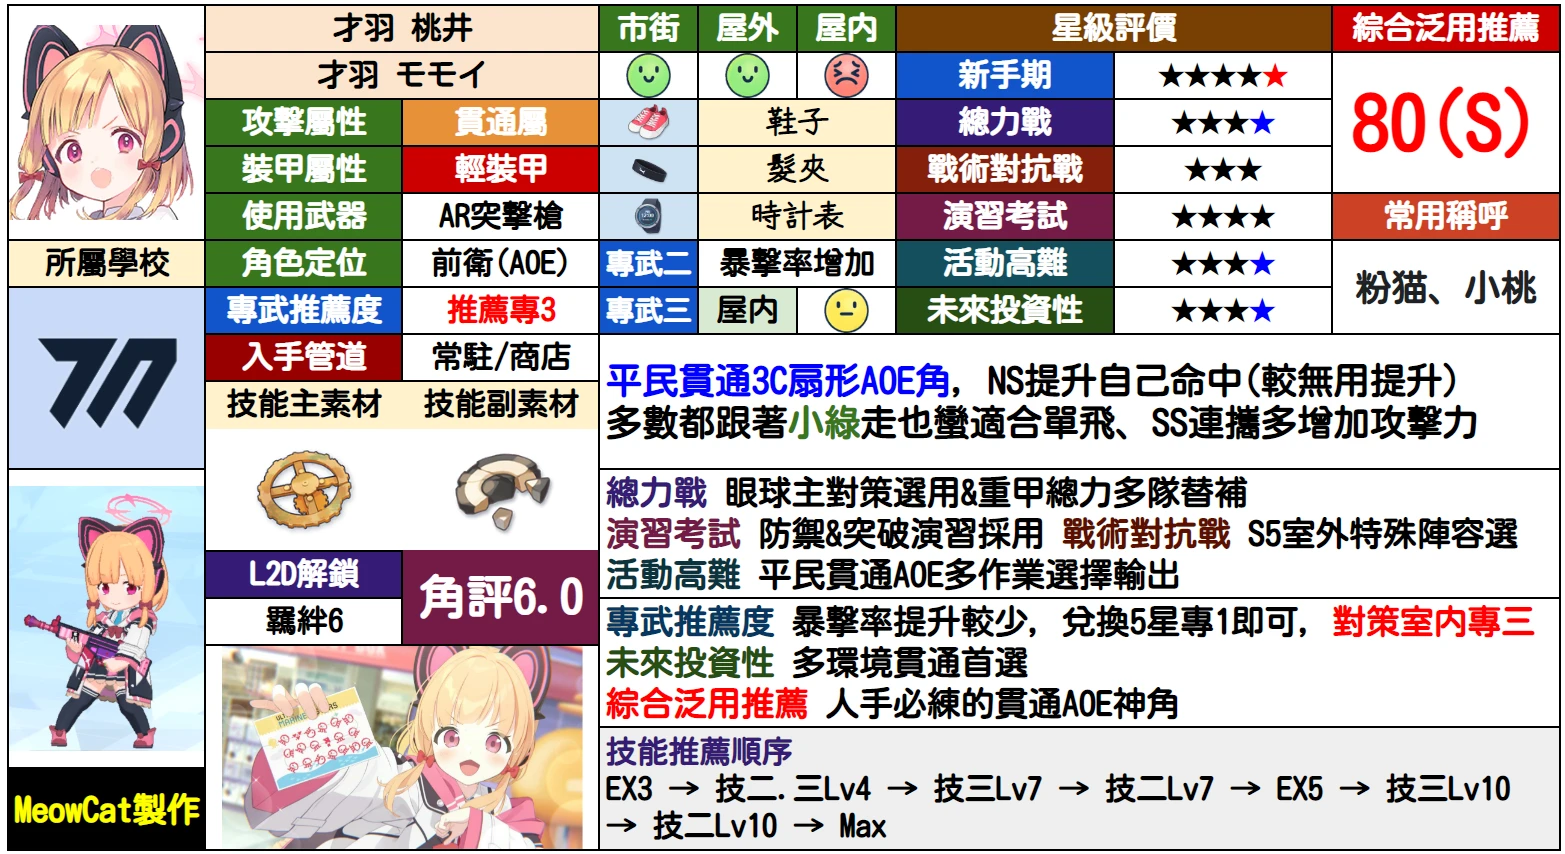 才羽 桃井
才羽 モモイ
攻擊屬性 貫通屬
裝甲屬性 輕裝甲
使用武器 AR突擊槍
所屬學校
角色定位 前衛(AOE)
專武推薦度 推薦專3
入手管道 常駐/商店
技能主素材 技能副素材
L2D解鎖
羈絆6
角評6.0
MeowCat製作
市街 屋外 屋内
鞋子
髮夾
時計表
專武二 暴擊率增加
專武三 屋内
星級評價
新手期 ★★★★★
總力戰 ★★★★
戰術對抗戰 ★★★
演習考試 ★★★★
活動高難 ★★★★
未來投資性 ★★★★
綜合泛用推薦
80(S)
常用稱呼
粉猫、小桃
平民貫通3C扇形AOE角, NS提升自己命中(較無用提升)
多數都跟著小綠走也蠻適合單飛、SS連攜多增加攻擊力
總力戰 眼球主對策選用&重甲總力多隊替補
演習考試 防禦&突破演習採用 戰術對抗戰 S5室外特殊陣容選
活動高難 平民貫通AOE多作業選擇輸出
專武推薦度 暴擊率提升較少, 兌換5星專1即可, 對策室内專三
未來投資性 多環境貫通首選
綜合泛用推薦 人手必練的貫通AOE神角
技能推薦順序
EX3 → 技二.三Lv4 → 技三Lv7 → 技二Lv7 → EX5 → 技三Lv10
→ 技二Lv10 → Max